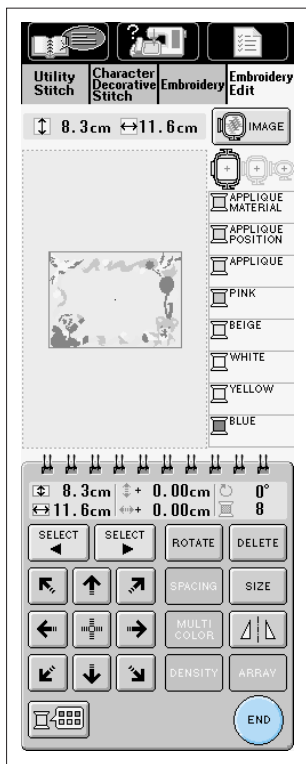 Utility
Stitch
Character
Decorative
Stitch
Embroidery
Embroidery
Edit
8.3cm 11.6cm
IMAGE
APPLIQUE
MATERIAL
APPLIQUE
POSITION
APPLIQUE
PINK
BEIGE
WHITE
YELLOW
BLUE
8.3cm + 0.00cm 0°
11.6cm + 0.00cm 8
SELECT SELECT ROTATE DELETE
SPACING SIZE
MULTI
COLOR
DENSITY ARRAY
END